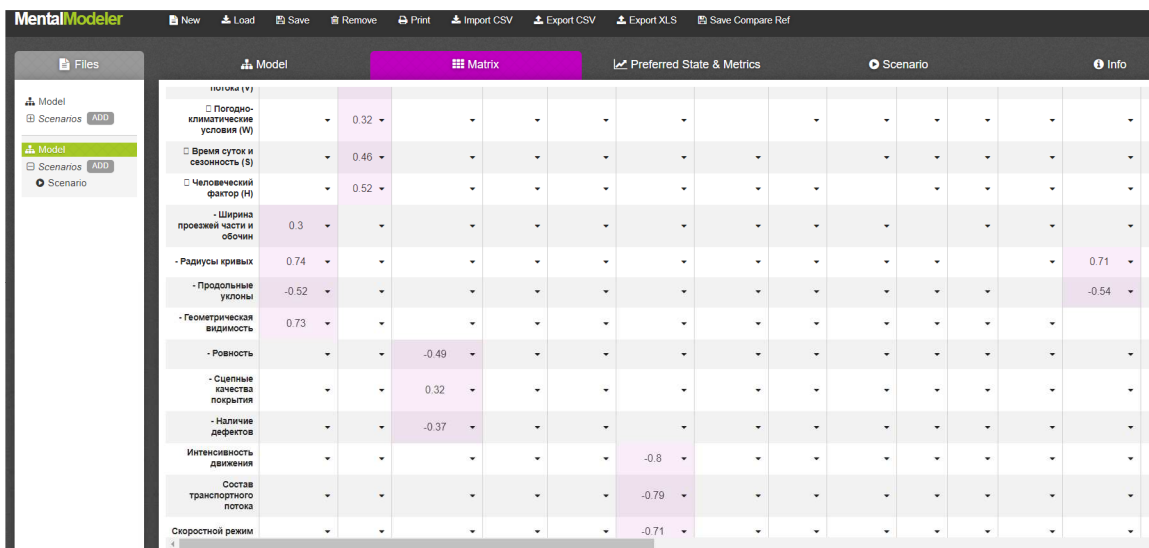 MentalModeler New Load Save Remove Print Import CSV Export CSV Export XLS Save Compare Ref
Files Model Matrix Preferred State & Metrics Scenario Info
Model
Scenarios ADD
Model
Scenarios ADD
Scenario
потока (V)
Погодно-
климатические 0.32
условия (W)
Время суток и 0.46
сезонность (S)
Человеческий 0.52
фактор (H)
- Ширина
проезжей части и 0.3
обочин
- Радиусы кривых 0.74 0.71
- Продольные -0.52 -0.54
уклоны
- Геометрическая 0.73
видимость
- Ровность -0.49
- Сцепные
качества 0.32
покрытия
- Наличие -0.37
дефектов
Интенсивность -0.8
движения
Состав
транспортного -0.79
потока
Скоростной режим -0.71